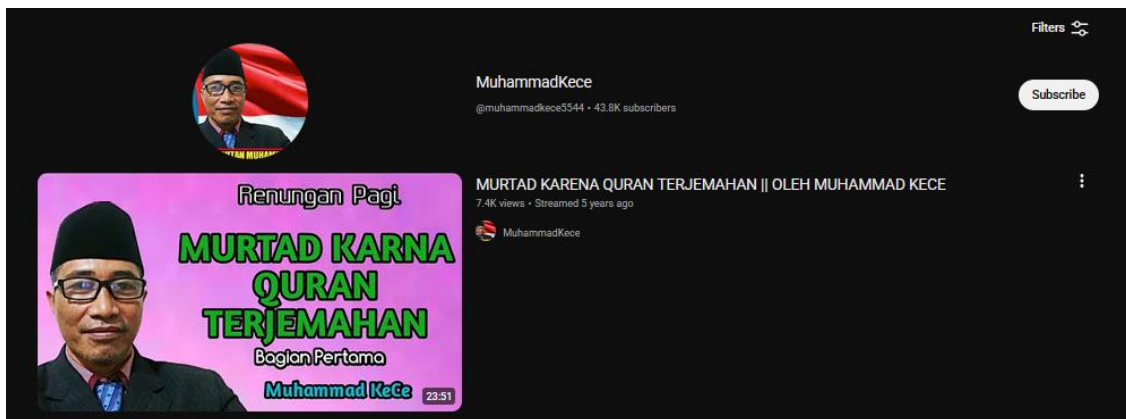 Filters
MuhammadKece
@muhammadkece5544 • 43.8K subscribers
Subscribe
Renungan Pagi
MURTAD KARNA
QURAN
TERJEMAHAN
Bagian Pertama
Muhammad KeCe
23:51
MURTAD KARENA QURAN TERJEMAHAN || OLEH MUHAMMAD KECE
7.4K views • Streamed 5 years ago
MuhammadKece